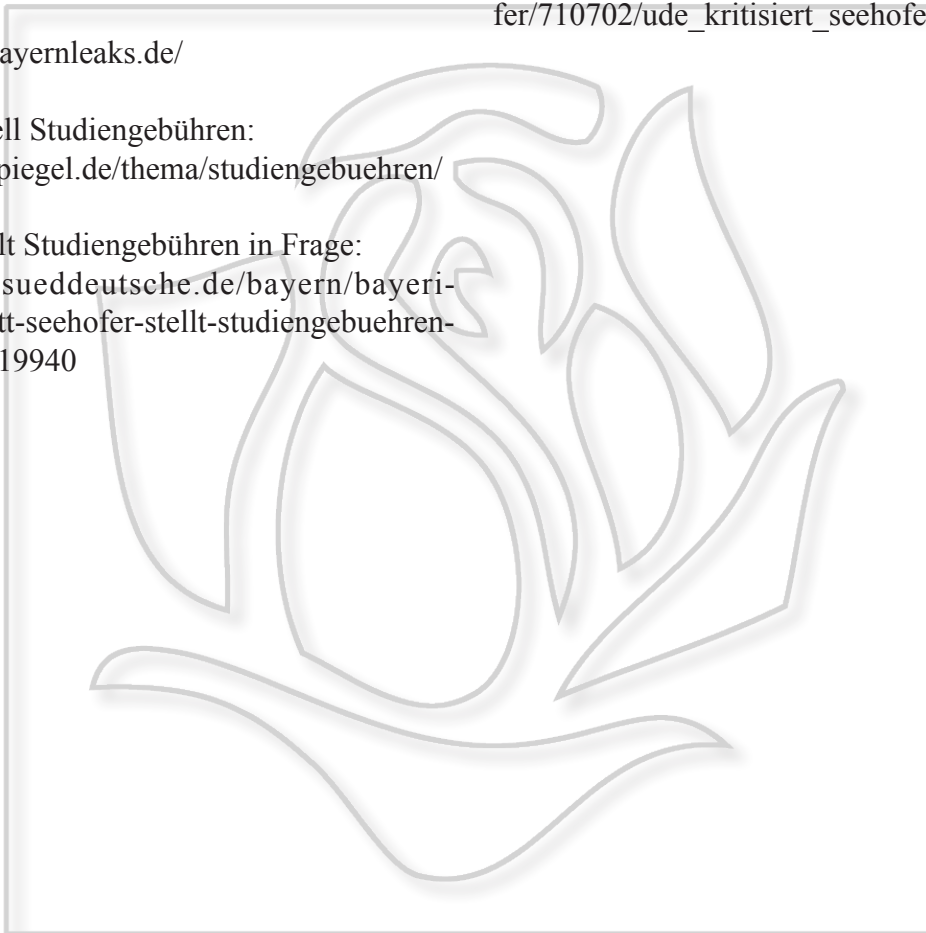 fer/710702/ude_kritisiert_seehofe
ayernleaks.de/
ell Studiengebühren:
piegel.de/thema/studiengebuehren/
lt Studiengebühren in Frage:
sueddeutsche.de/bayern/bayeri-
tt-seehofer-stellt-studiengebuehren-
19940